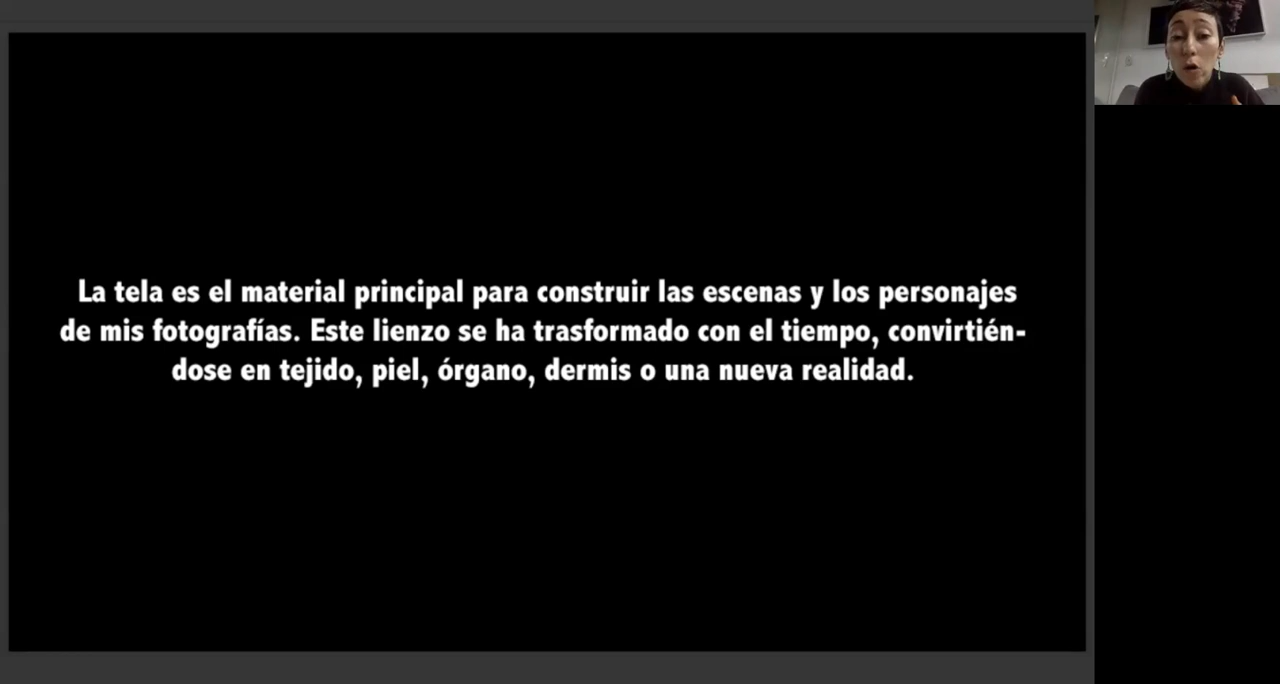 La tela es el material principal para construir las escenas y los personajes
de mis fotografías. Este lienzo se ha trasformado con el tiempo, convirtién-
dose en tejido, piel, órgano, dermis o una nueva realidad.